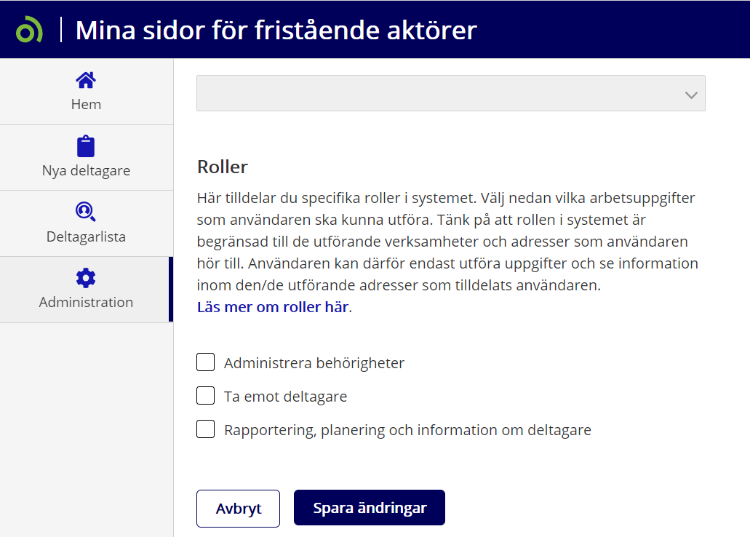 Mina sidor för fristående aktörer
Hem
Nya deltagare
Deltagarlista
Administration
Roller
Här tilldelar du specifika roller i systemet. Välj nedan vilka arbetsuppgifter
som användaren ska kunna utföra. Tänk på att rollen i systemet är
begränsad till de utförande verksamheter och adresser som användaren
hör till. Användaren kan därför endast utföra uppgifter och se information
inom den/de utförande adresser som tilldelats användaren.
Läs mer om roller här.
Administrera behörigheter
Ta emot deltagare
Rapportering, planering och information om deltagare
Avbryt
Spara ändringar